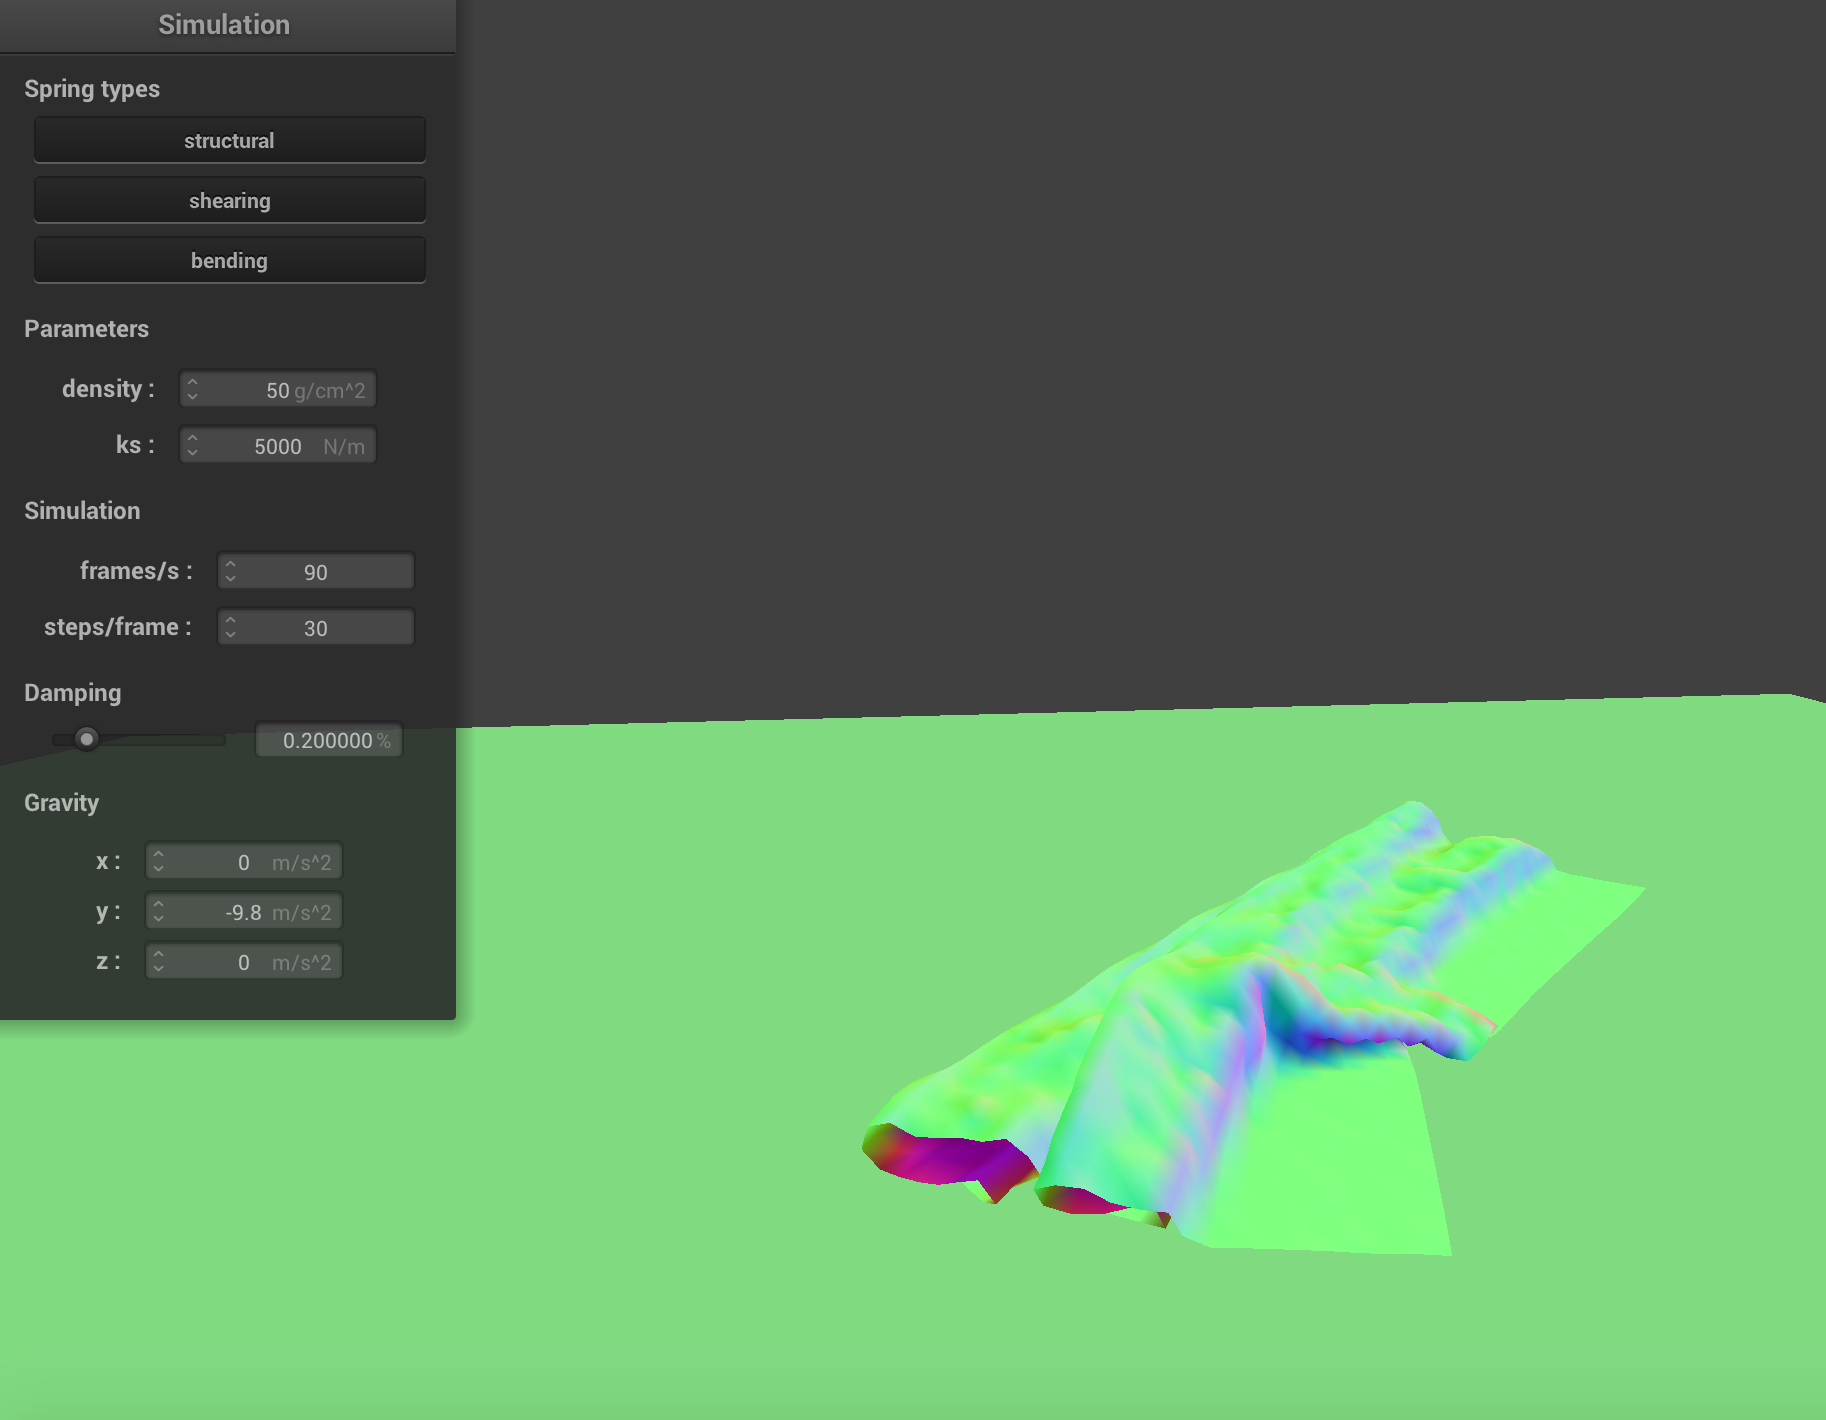 Simulation
Spring types
structural
shearing
bending
Parameters
density : 50 g/cm^2
ks : 5000 N/m
Simulation
frames/s : 90
steps/frame : 30
Damping
0.200000 %
Gravity
x : 0 m/s^2
y : -9.8 m/s^2
z : 0 m/s^2